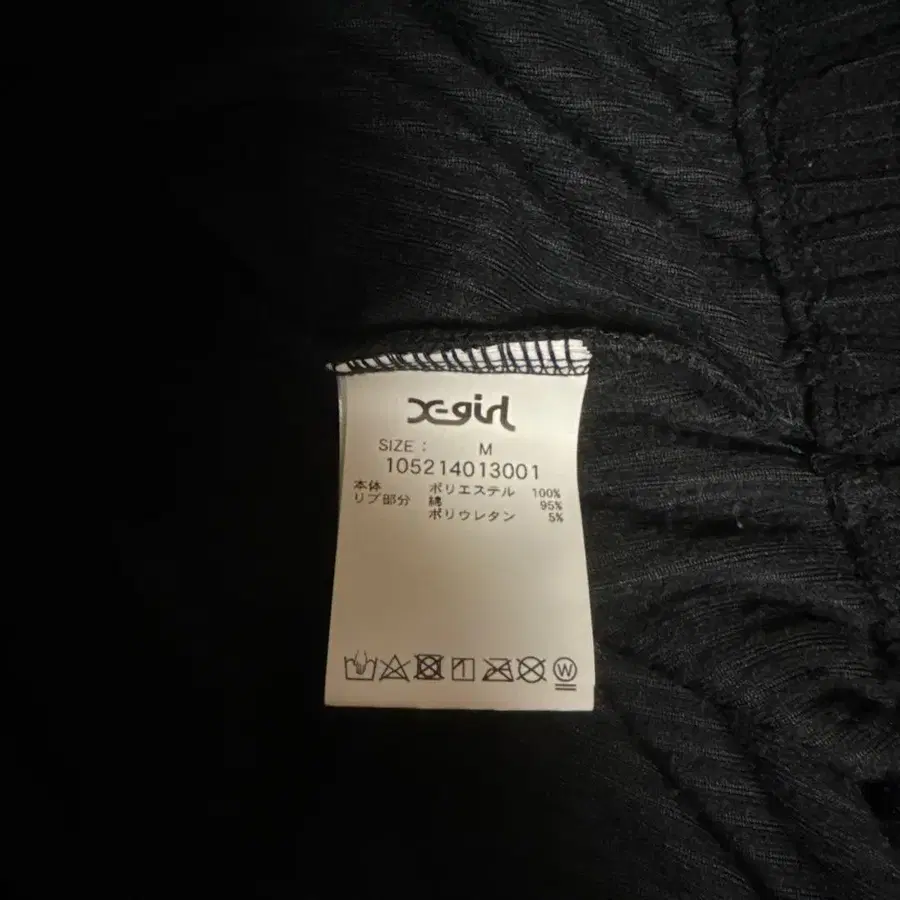 X-girl
SIZE : M
105214013001
本体 ポリエステル 100%
リブ部分 綿 95%
ポリウレタン 5%
W